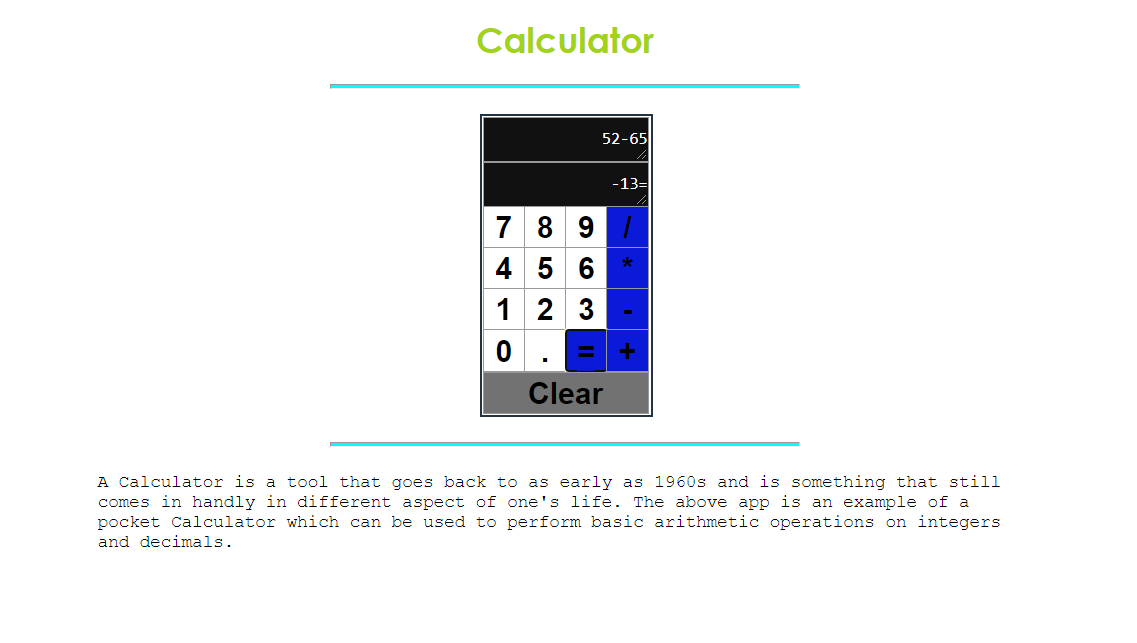 Calculator
52-65
-13=
7 8 9 /
4 5 6 *
1 2 3 -
0 . = +
Clear
A Calculator is a tool that goes back to as early as 1960s and is something that still
comes in handly in different aspect of one's life. The above app is an example of a
pocket Calculator which can be used to perform basic arithmetic operations on integers
and decimals.